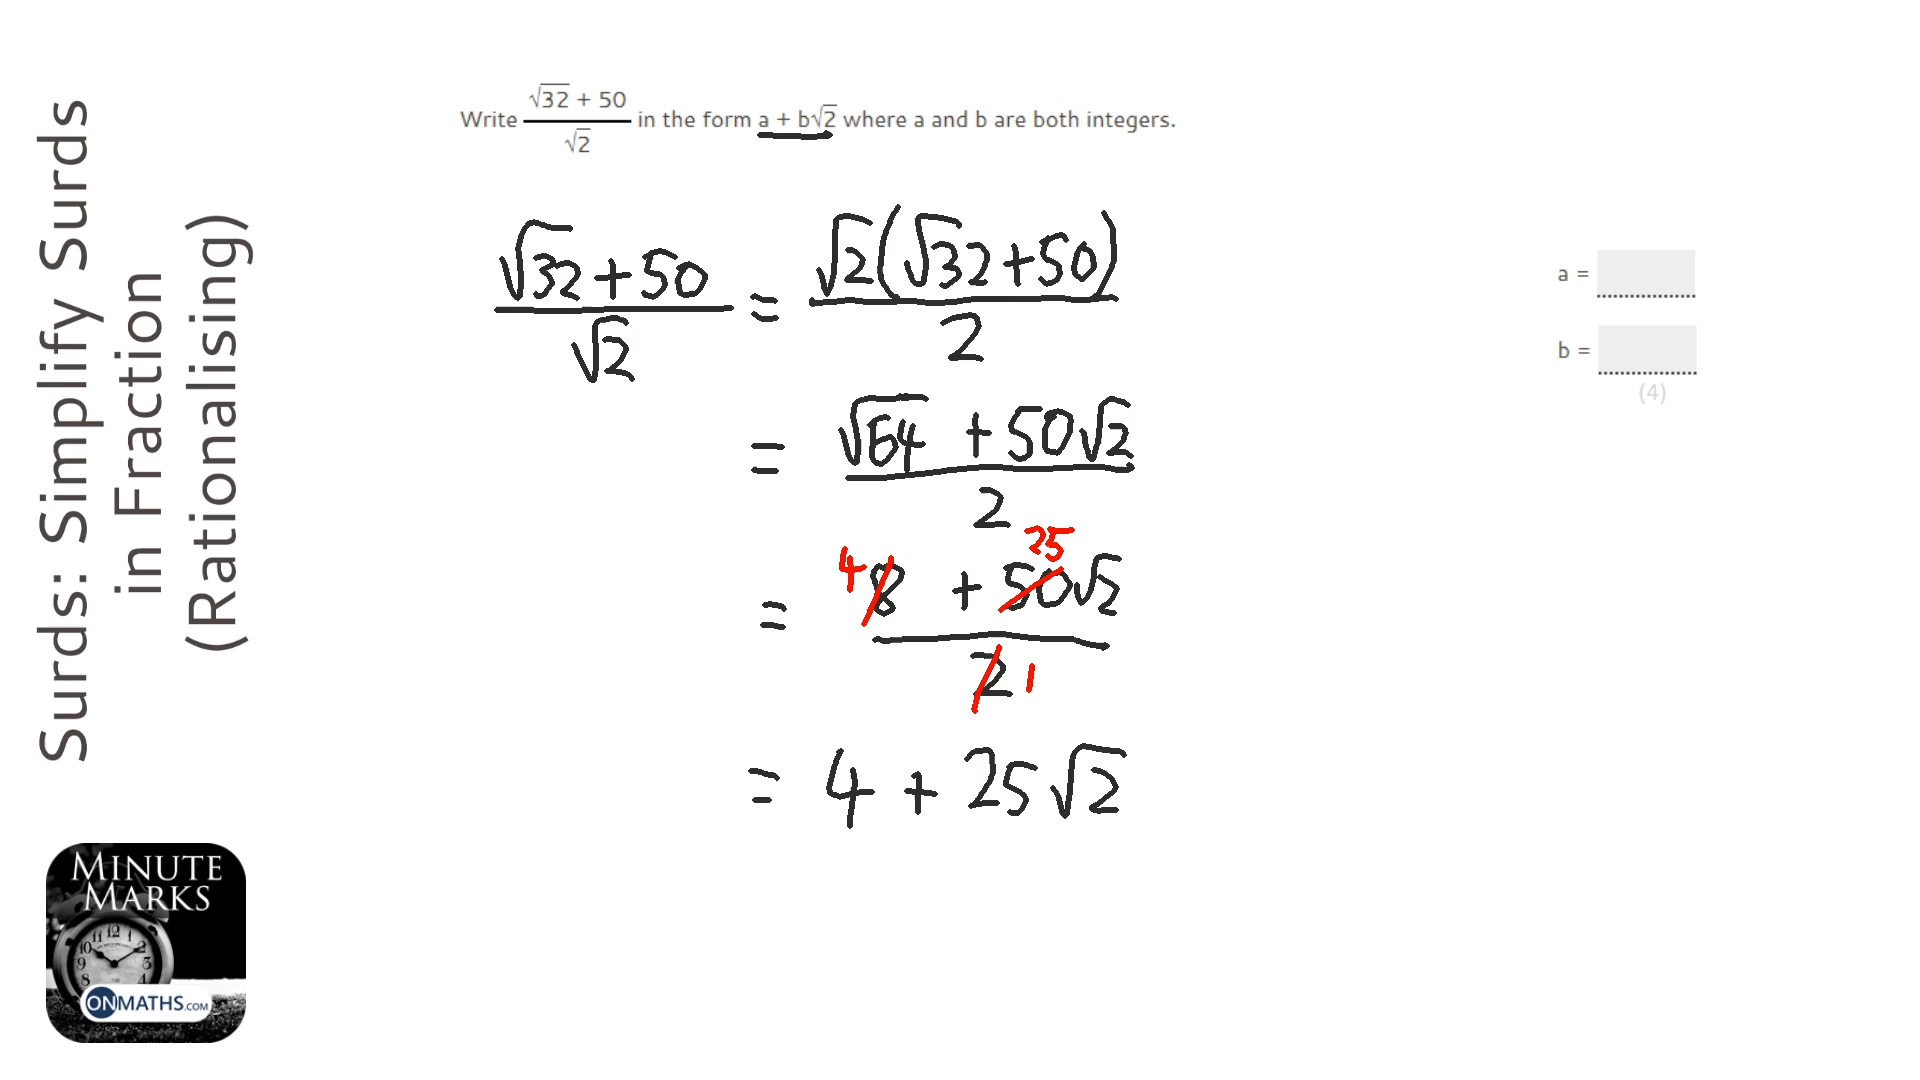 Surds: Simplify Surds
in Fraction
(Rationalising)
Write (√32 + 50)/√2 in the form a + b√2 where a and b are both integers.
(√32 + 50)/√2 = √2(√32 + 50)/2
= (√64 + 50√2)/2
4 25
= (8 + 50√2)/2 1
= 4 + 25√2
a =
b =
(4)
MINUTE
MARKS
ONMATHS.COM